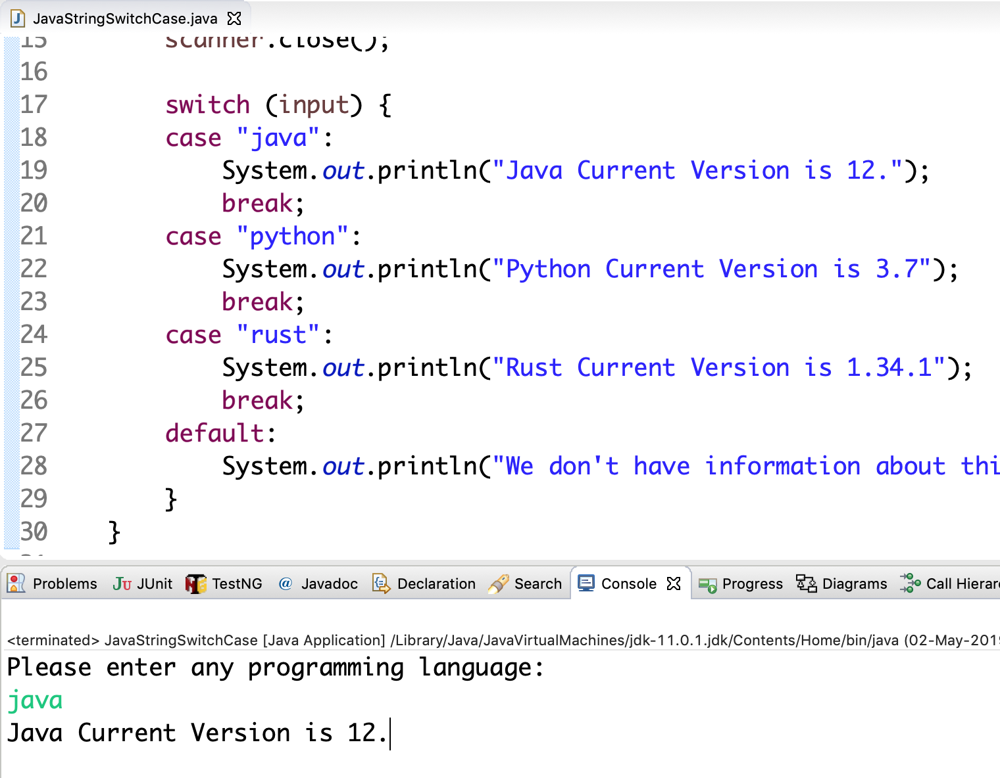 JavaStringSwitchCase.java
15 scanner.close();
16
17 switch (input) {
18 case "java":
19 System.out.println("Java Current Version is 12.");
20 break;
21 case "python":
22 System.out.println("Python Current Version is 3.7");
23 break;
24 case "rust":
25 System.out.println("Rust Current Version is 1.34.1");
26 break;
27 default:
28 System.out.println("We don't have information about thi
29 }
30 }
Problems JUnit TestNG @ Javadoc Declaration Search Console Progress Diagrams Call Hierar
<terminated> JavaStringSwitchCase [Java Application] /Library/Java/JavaVirtualMachines/jdk-11.0.1.jdk/Contents/Home/bin/java (02-May-2019
Please enter any programming language:
java
Java Current Version is 12.